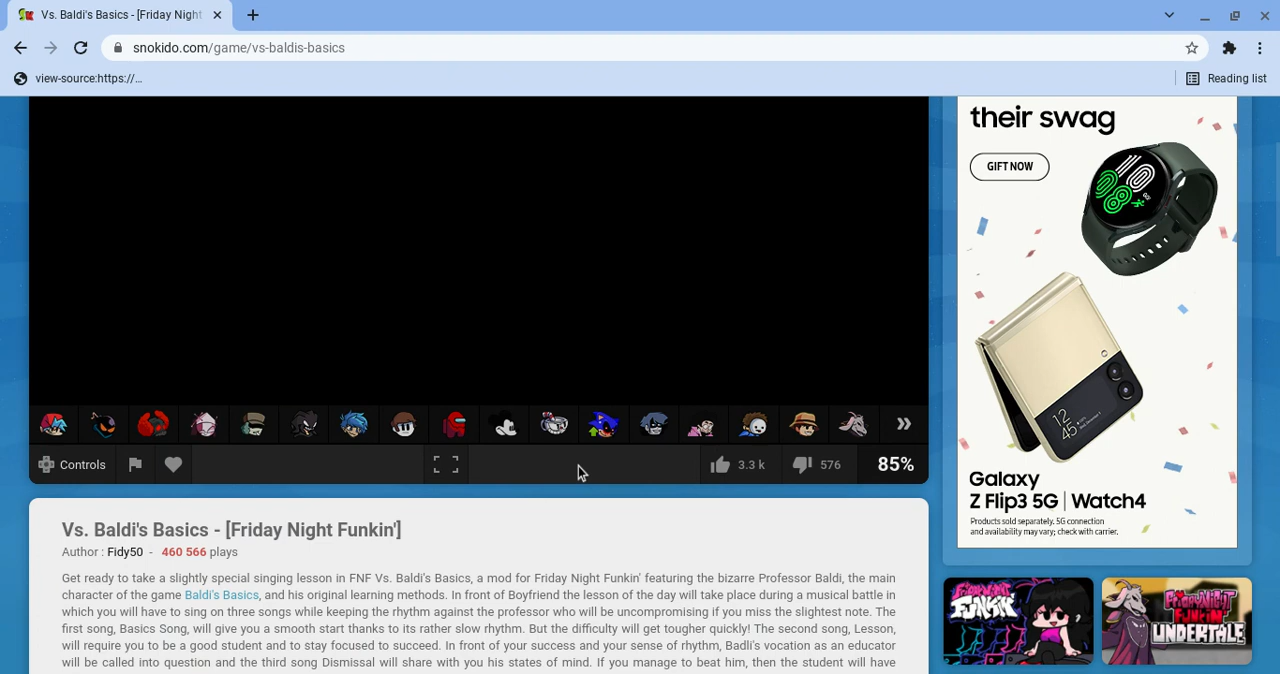 Vs. Baldi's Basics - [Friday Night
snokido.com/game/vs-baldis-basics
view-source:https://...
Reading list
their swag
GIFT NOW
10
08
12
45
Galaxy
Z Flip3 5G | Watch4
Products sold separately. 5G connection
and availability may vary; check with carrier.
Controls
3.3 k
576
85%
Vs. Baldi's Basics - [Friday Night Funkin']
Author : Fidy50 - 460 566 plays
Get ready to take a slightly special singing lesson in FNF Vs. Baldi's Basics, a mod for Friday Night Funkin' featuring the bizarre Professor Baldi, the main
character of the game Baldi's Basics, and his original learning methods. In front of Boyfriend the lesson of the day will take place during a musical battle in
which you will have to sing on three songs while keeping the rhythm against the professor who will be uncompromising if you miss the slightest note. The
first song, Basics Song, will give you a smooth start thanks to its rather slow rhythm. But the difficulty will get tougher quickly! The second song, Lesson,
will require you to be a good student and to stay focused to succeed. In front of your success and your sense of rhythm, Badli's vocation as an educator
will be called into question and the third song Dismissal will share with you his states of mind. If you manage to beat him, then the student will have
FRIDAY NIGHT
FUNKIN
FRIDAY NIGHT
FUNKIN
UNDERTALE